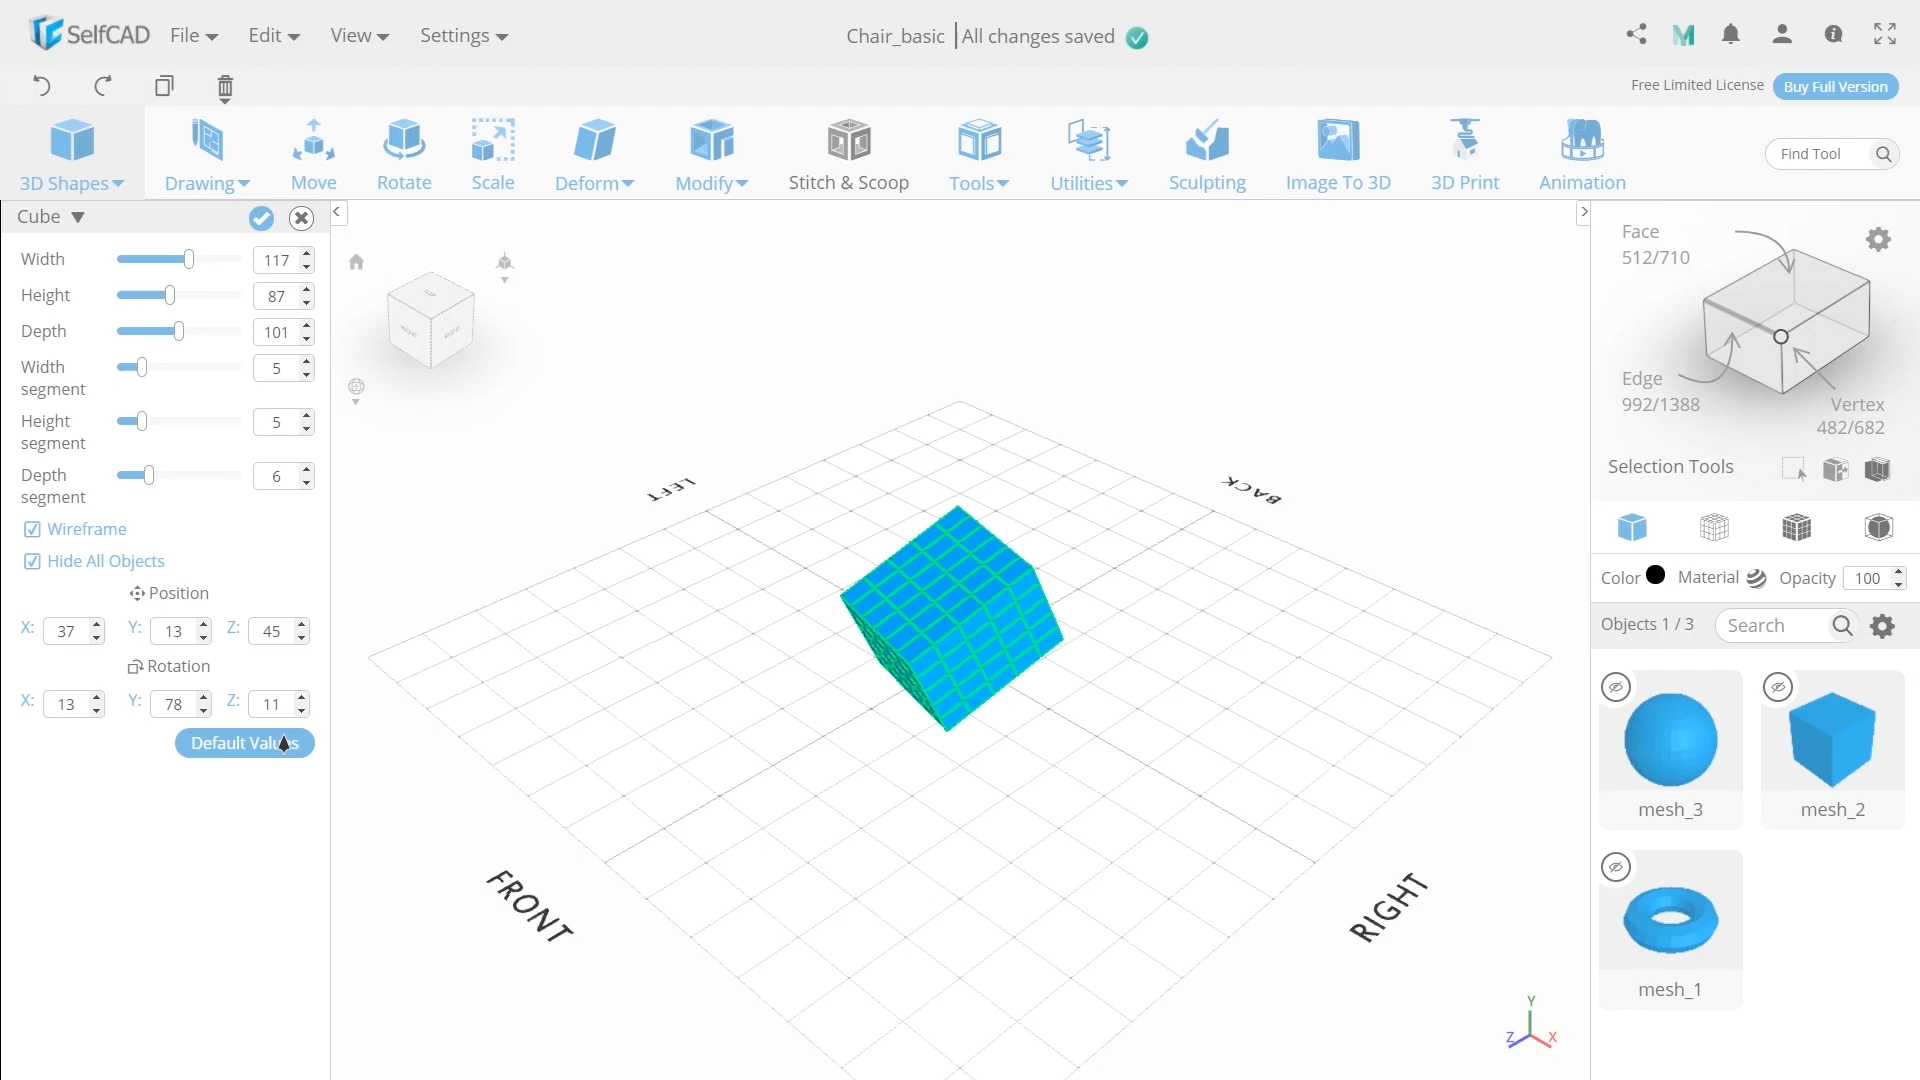 SelfCAD File Edit View Settings
Chair_basic All changes saved
Free Limited License Buy Full Version
3D Shapes Drawing Move Rotate Scale Deform Modify Stitch & Scoop Tools Utilities Sculpting Image To 3D 3D Print Animation
Find Tool
Cube
Width 117
Height 87
Depth 101
Width segment 5
Height segment 5
Depth segment 6
Wireframe
Hide All Objects
Position
X: 37 Y: 13 Z: 45
Rotation
X: 13 Y: 78 Z: 11
Default Values
TOP
FRONT RIGHT
LEFT BACK
FRONT RIGHT
Y
Z X
Face
512/710
Edge
992/1388
Vertex
482/682
Selection Tools
Color Material Opacity 100
Objects 1 / 3 Search
mesh_3 mesh_2
mesh_1